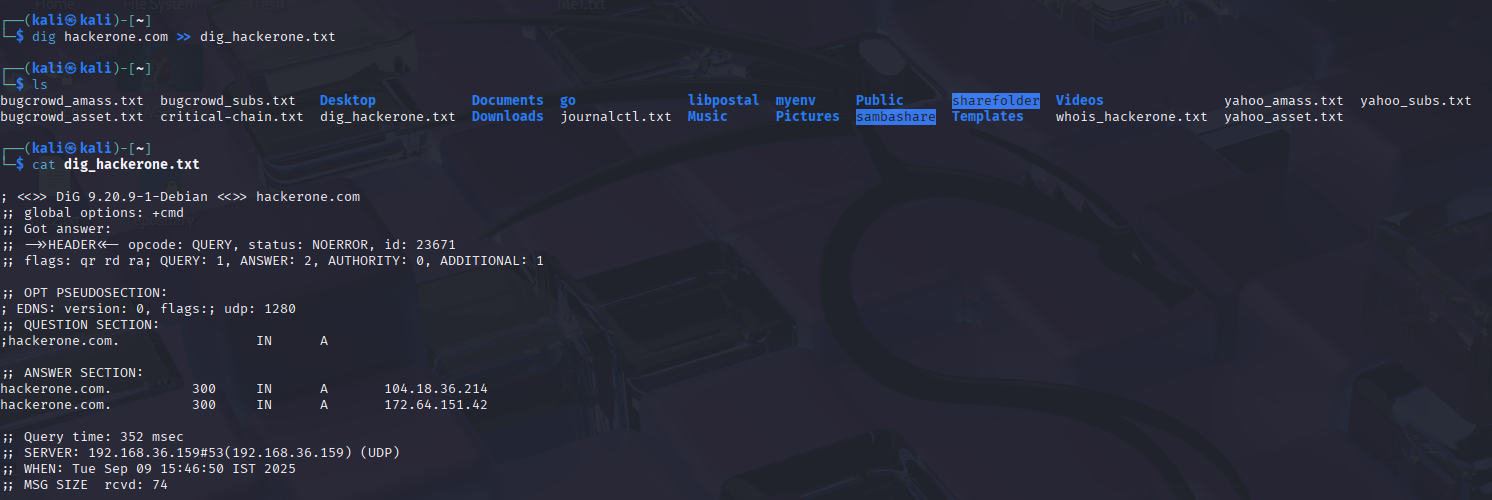 ┌──(kali㉿kali)-[~]
└─$ dig hackerone.com >> dig_hackerone.txt
┌──(kali㉿kali)-[~]
└─$ ls
bugcrowd_amass.txt bugcrowd_subs.txt Desktop Documents go libpostal myenv Public sharefolder Videos yahoo_amass.txt yahoo_subs.txt
bugcrowd_asset.txt critical-chain.txt dig_hackerone.txt Downloads journalctl.txt Music Pictures sambashare Templates whois_hackerone.txt yahoo_asset.txt
┌──(kali㉿kali)-[~]
└─$ cat dig_hackerone.txt
; <<>> DiG 9.20.9-1-Debian <<>> hackerone.com
;; global options: +cmd
;; Got answer:
;; ->>HEADER<<- opcode: QUERY, status: NOERROR, id: 23671
;; flags: qr rd ra; QUERY: 1, ANSWER: 2, AUTHORITY: 0, ADDITIONAL: 1
;; OPT PSEUDOSECTION:
; EDNS: version: 0, flags:; udp: 1280
;; QUESTION SECTION:
;hackerone.com. IN A
;; ANSWER SECTION:
hackerone.com. 300 IN A 104.18.36.214
hackerone.com. 300 IN A 172.64.151.42
;; Query time: 352 msec
;; SERVER: 192.168.36.159#53(192.168.36.159) (UDP)
;; WHEN: Tue Sep 09 15:46:50 IST 2025
;; MSG SIZE rcvd: 74